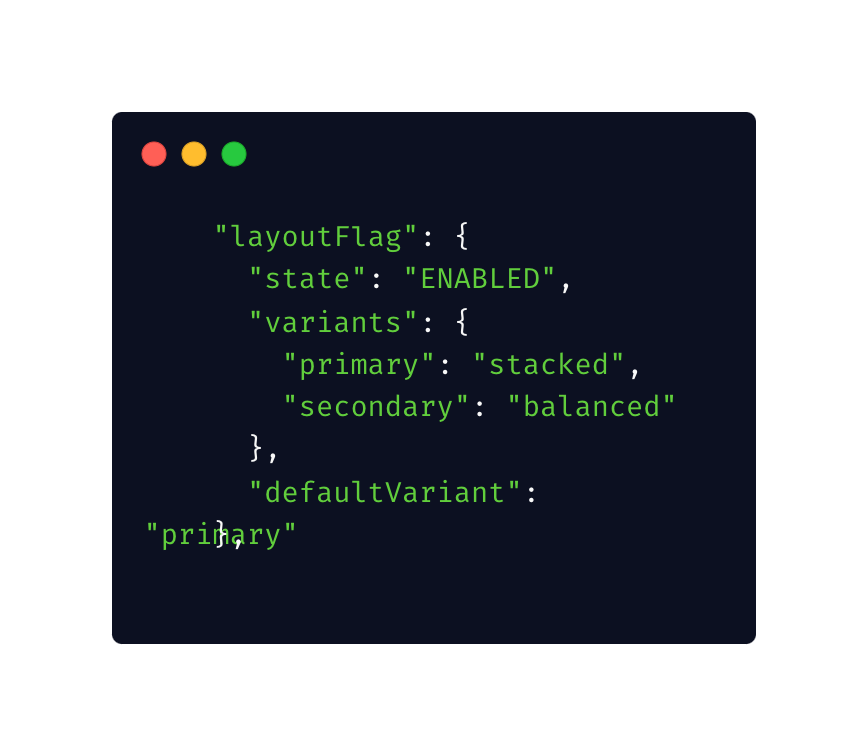 "layoutFlag": {
"state": "ENABLED",
"variants": {
"primary": "stacked",
"secondary": "balanced"
},
"defaultVariant":
"primary"
},